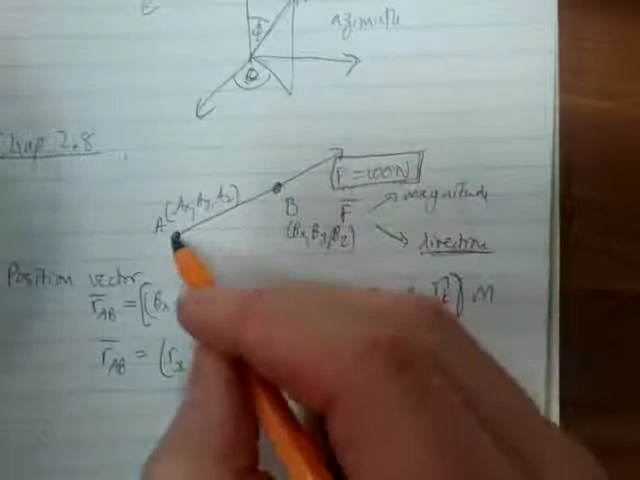 φ azimuth
θ
Chap 2.8
F = 100N
A (Ax, Ay, Az) magnitude
B F̅
(Bx, By, Bz) direction
Position vector
r̅AB = [(Bx M
r̅AB = (rx